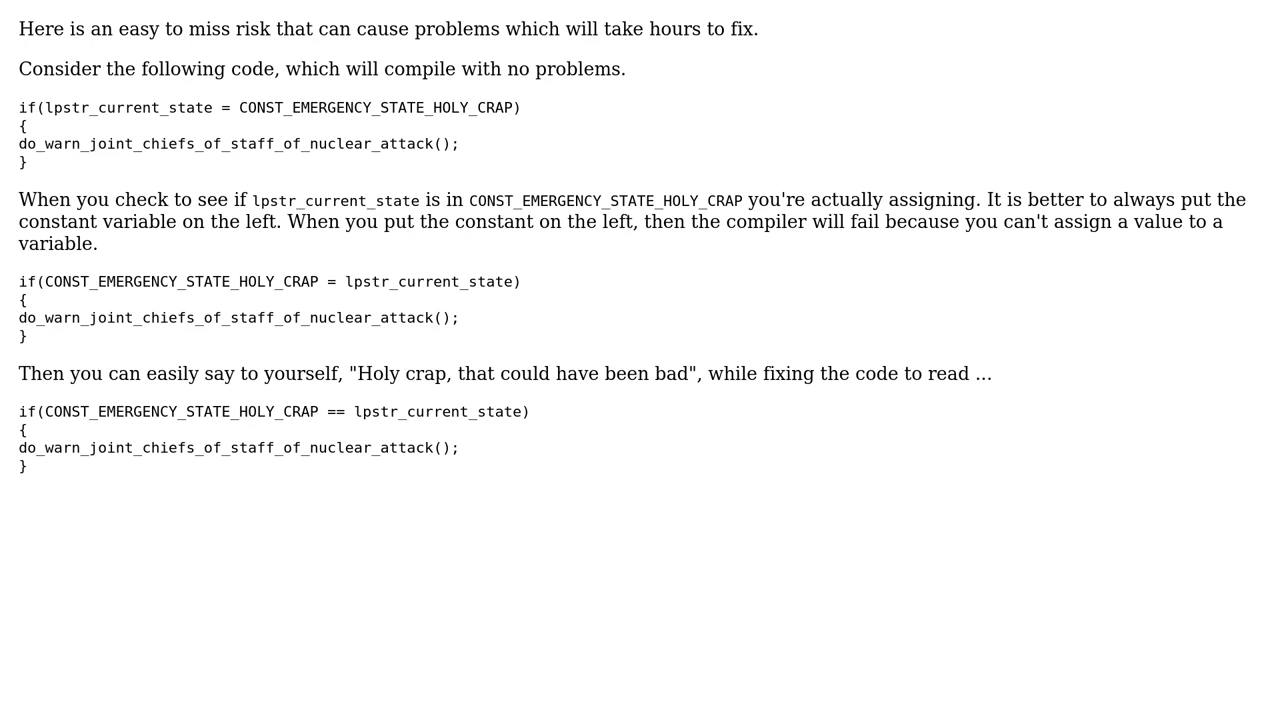 Here is an easy to miss risk that can cause problems which will take hours to fix.
Consider the following code, which will compile with no problems.
if(lpstr_current_state = CONST_EMERGENCY_STATE_HOLY_CRAP)
{
do_warn_joint_chiefs_of_staff_of_nuclear_attack();
}
When you check to see if lpstr_current_state is in CONST_EMERGENCY_STATE_HOLY_CRAP you're actually assigning. It is better to always put the
constant variable on the left. When you put the constant on the left, then the compiler will fail because you can't assign a value to a
variable.
if(CONST_EMERGENCY_STATE_HOLY_CRAP = lpstr_current_state)
{
do_warn_joint_chiefs_of_staff_of_nuclear_attack();
}
Then you can easily say to yourself, "Holy crap, that could have been bad", while fixing the code to read ...
if(CONST_EMERGENCY_STATE_HOLY_CRAP == lpstr_current_state)
{
do_warn_joint_chiefs_of_staff_of_nuclear_attack();
}